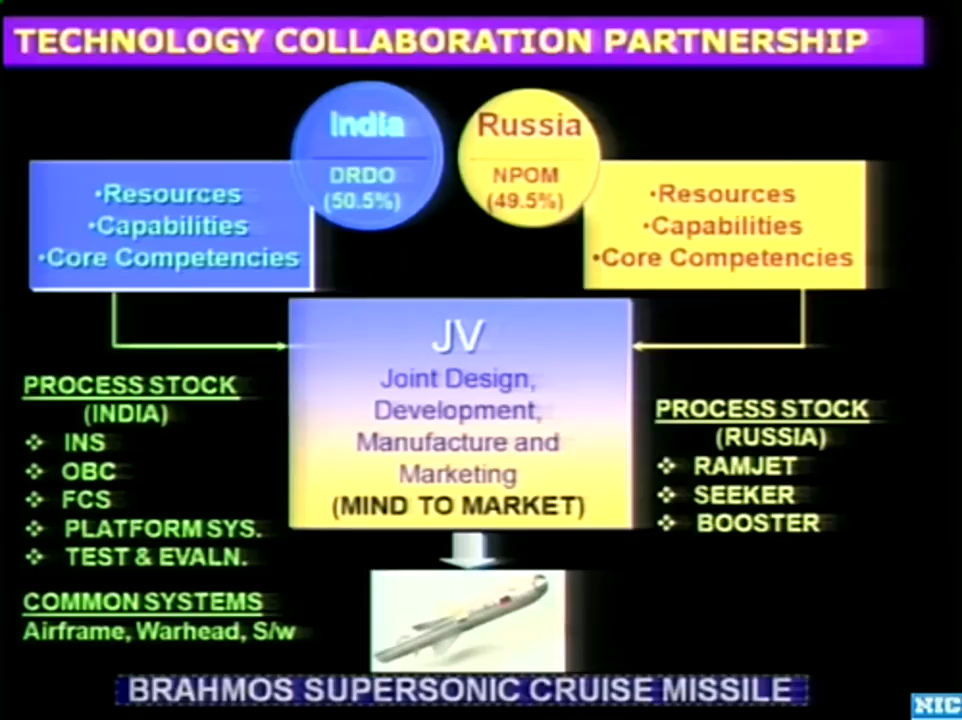 TECHNOLOGY COLLABORATION PARTNERSHIP
India
DRDO
(50.5%)
Russia
NPOM
(49.5%)
•Resources
•Capabilities
•Core Competencies
•Resources
•Capabilities
•Core Competencies
JV
Joint Design,
Development,
Manufacture and
Marketing
(MIND TO MARKET)
PROCESS STOCK
(INDIA)
❖ INS
❖ OBC
❖ FCS
❖ PLATFORM SYS.
❖ TEST & EVALN.
COMMON SYSTEMS
Airframe, Warhead, S/w
PROCESS STOCK
(RUSSIA)
❖ RAMJET
❖ SEEKER
❖ BOOSTER
BRAHMOS SUPERSONIC CRUISE MISSILE
NIC